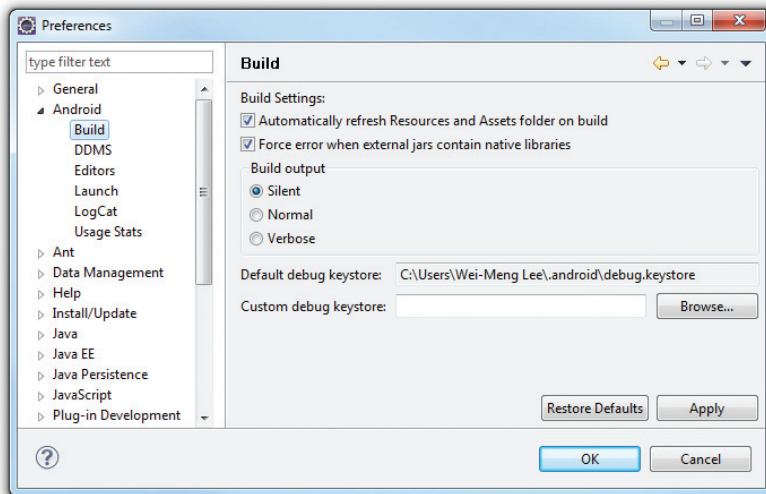 Preferences
type filter text
General
Android
Build
DDMS
Editors
Launch
LogCat
Usage Stats
Ant
Data Management
Help
Install/Update
Java
Java EE
Java Persistence
JavaScript
Plug-in Development
Build
Build Settings:
Automatically refresh Resources and Assets folder on build
Force error when external jars contain native libraries
Build output
Silent
Normal
Verbose
Default debug keystore: C:\Users\Wei-Meng Lee\.android\debug.keystore
Custom debug keystore: Browse...
Restore Defaults Apply
? OK Cancel